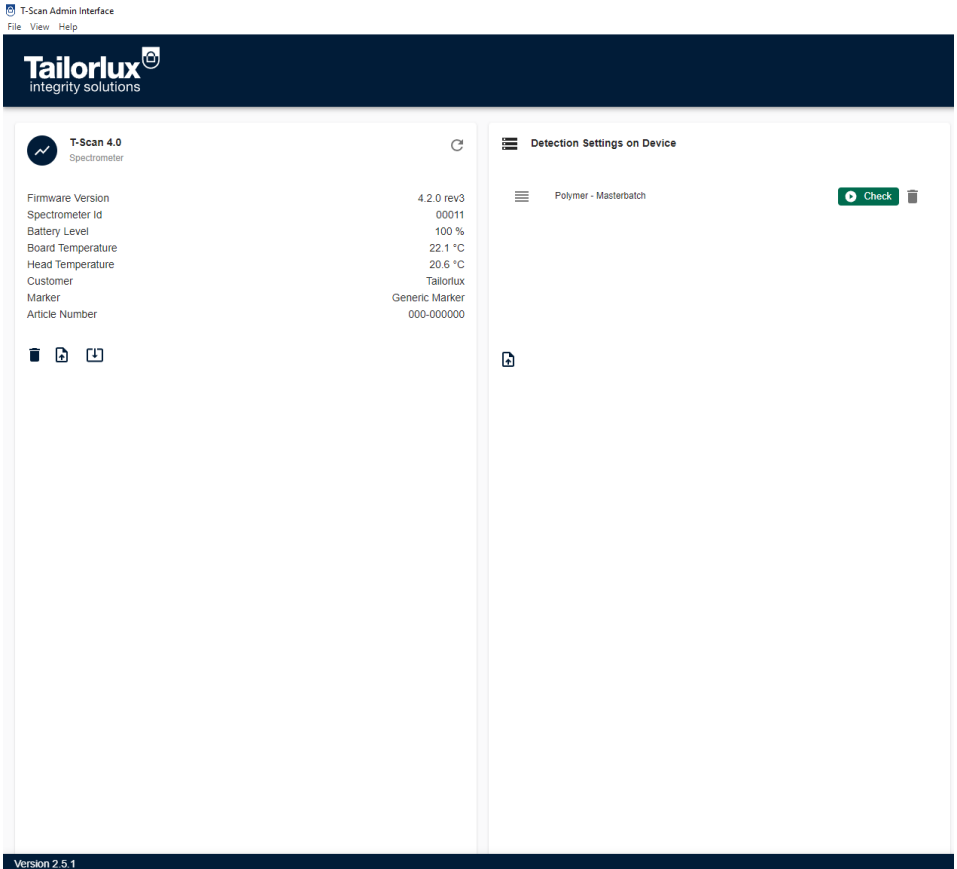 T-Scan Admin Interface
File View Help
Tailorlux
integrity solutions
T-Scan 4.0
Spectrometer
Firmware Version 4.2.0 rev3
Spectrometer Id 00011
Battery Level 100 %
Board Temperature 22.1 °C
Head Temperature 20.6 °C
Customer Tailorlux
Marker Generic Marker
Article Number 000-000000
Detection Settings on Device
Polymer - Masterbatch Check
Version 2.5.1